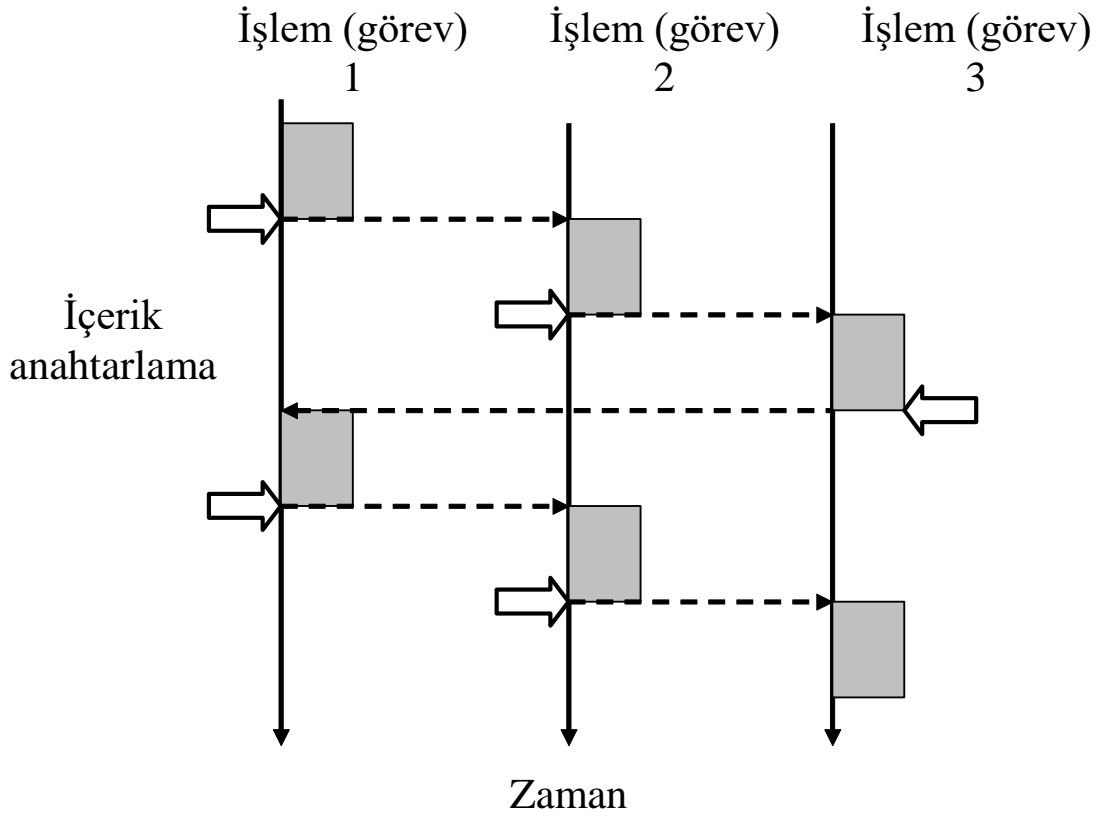 İşlem (görev)
1
İşlem (görev)
2
İşlem (görev)
3
İçerik
anahtarlama
Zaman